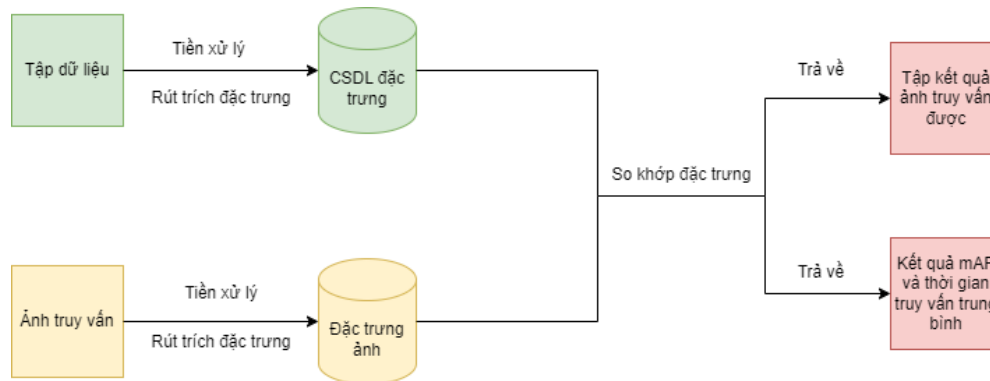 Tập dữ liệu
Tiền xử lý
Rút trích đặc trưng
CSDL đặc
trưng
So khớp đặc trưng
Trả về
Tập kết quả
ảnh truy vấn
được
Ảnh truy vấn
Tiền xử lý
Rút trích đặc trưng
Đặc trưng
ảnh
Trả về
Kết quả
và thời gian
truy vấn trung
bình